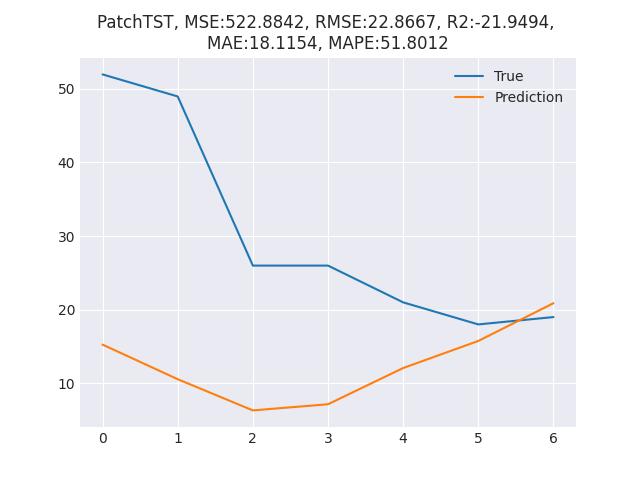 PatchTST, MSE:522.8842, RMSE:22.8667, R2:-21.9494,
MAE:18.1154, MAPE:51.8012
True
Prediction
50
40
30
20
10
0 1 2 3 4 5 6